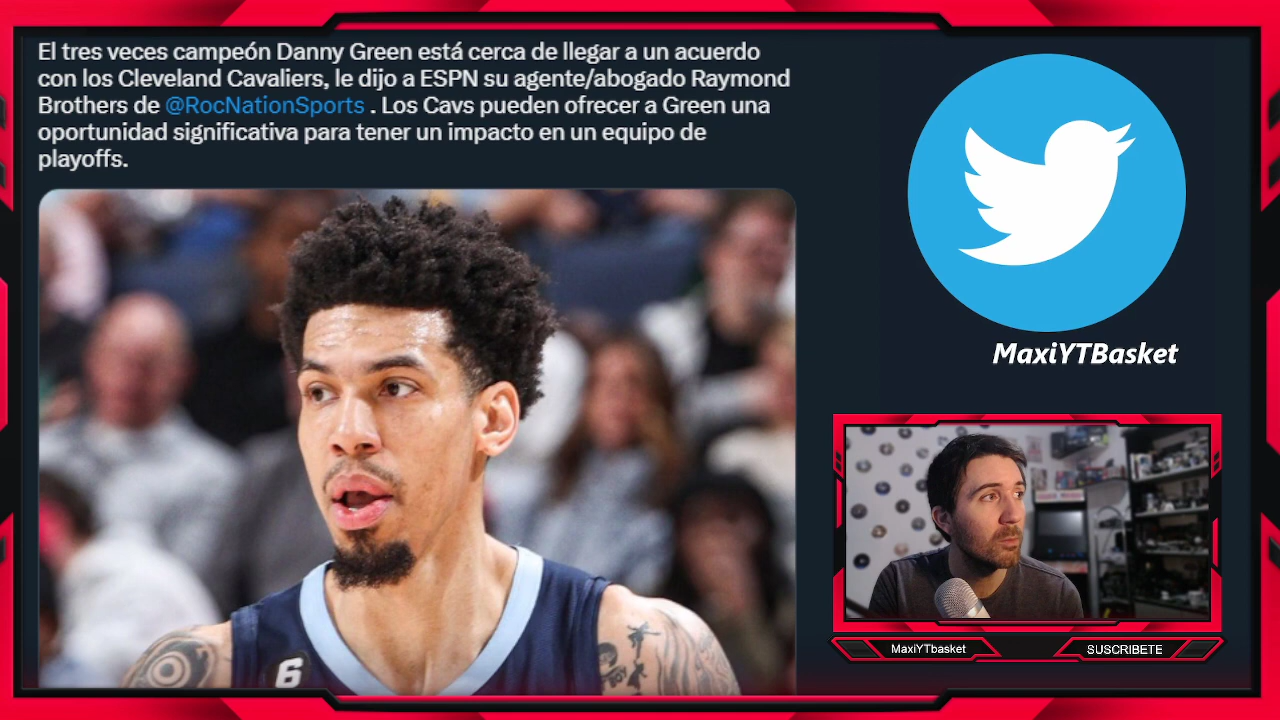 El tres veces campeón Danny Green está cerca de llegar a un acuerdo
con los Cleveland Cavaliers, le dijo a ESPN su agente/abogado Raymond
Brothers de @RocNationSports . Los Cavs pueden ofrecer a Green una
oportunidad significativa para tener un impacto en un equipo de
playoffs.
MaxiYTBasket
6
MaxiYTbasket
SUSCRIBETE